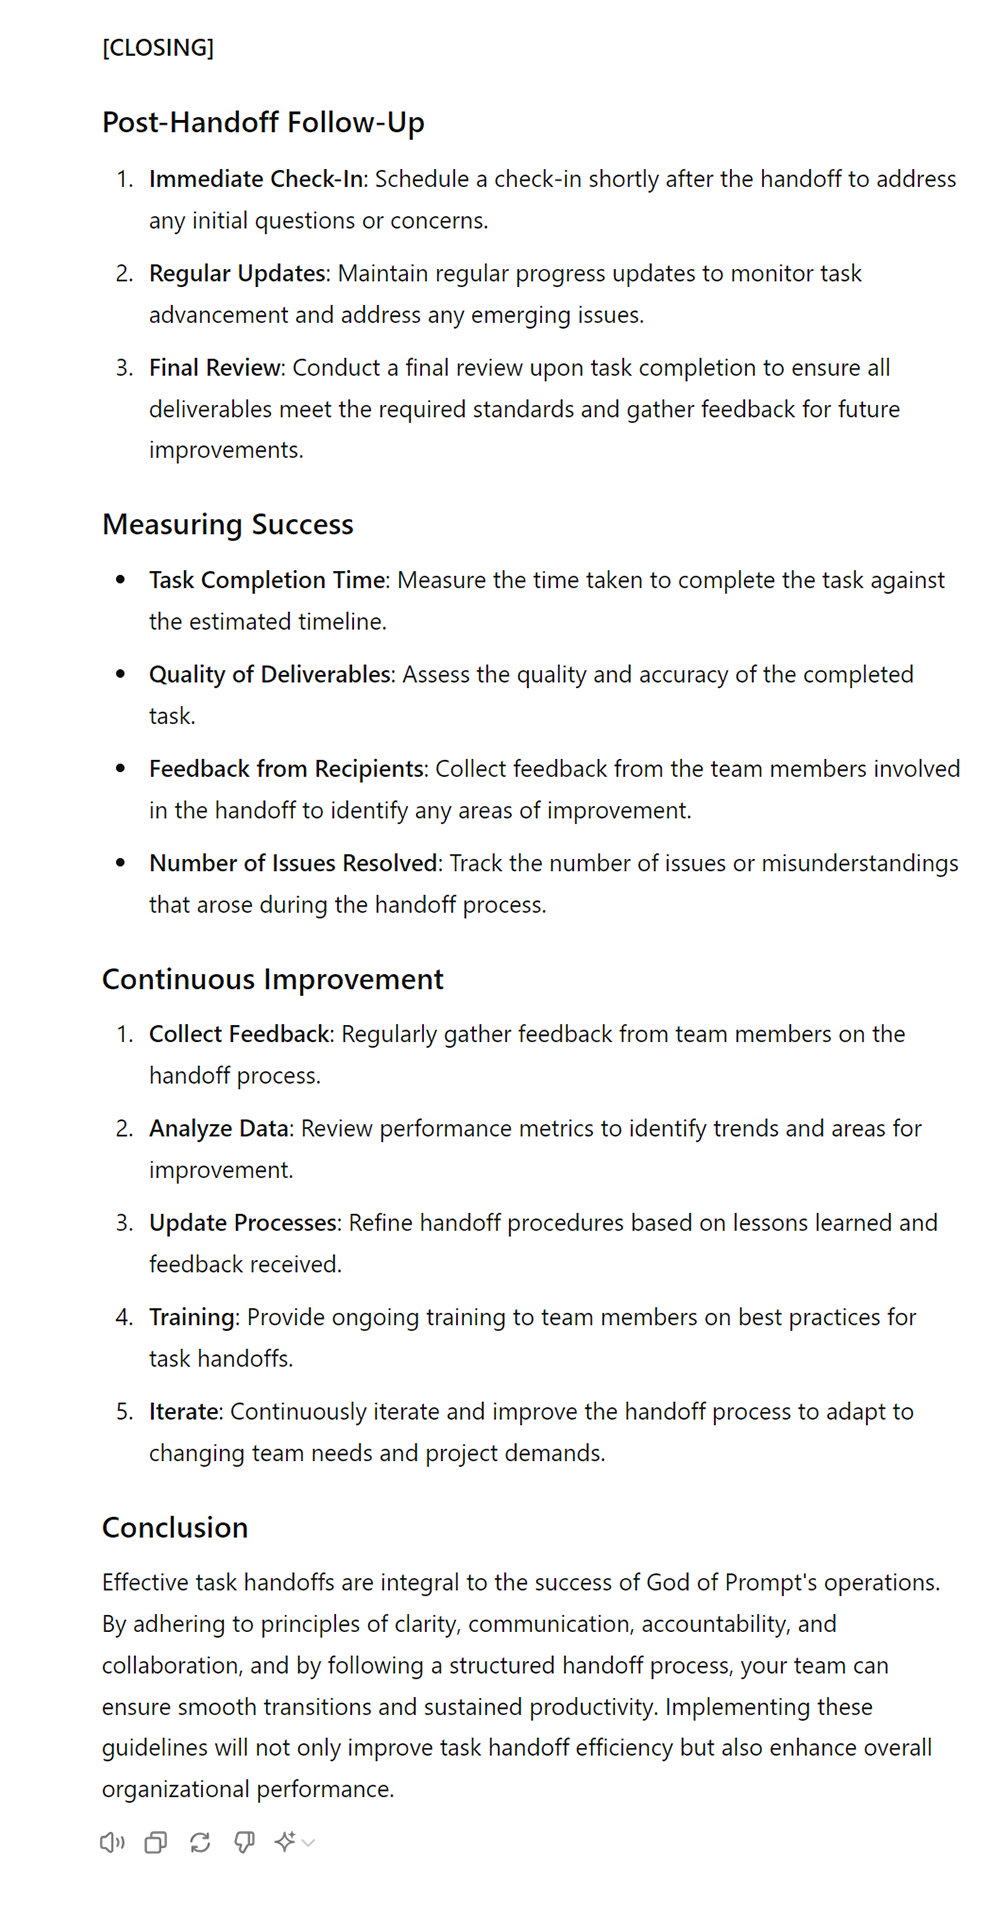 [CLOSING]
Post-Handoff Follow-Up
1. Immediate Check-In: Schedule a check-in shortly after the handoff to address
any initial questions or concerns.
2. Regular Updates: Maintain regular progress updates to monitor task
advancement and address any emerging issues.
3. Final Review: Conduct a final review upon task completion to ensure all
deliverables meet the required standards and gather feedback for future
improvements.
Measuring Success
• Task Completion Time: Measure the time taken to complete the task against
the estimated timeline.
• Quality of Deliverables: Assess the quality and accuracy of the completed
task.
• Feedback from Recipients: Collect feedback from the team members involved
in the handoff to identify any areas of improvement.
• Number of Issues Resolved: Track the number of issues or misunderstandings
that arose during the handoff process.
Continuous Improvement
1. Collect Feedback: Regularly gather feedback from team members on the
handoff process.
2. Analyze Data: Review performance metrics to identify trends and areas for
improvement.
3. Update Processes: Refine handoff procedures based on lessons learned and
feedback received.
4. Training: Provide ongoing training to team members on best practices for
task handoffs.
5. Iterate: Continuously iterate and improve the handoff process to adapt to
changing team needs and project demands.
Conclusion
Effective task handoffs are integral to the success of God of Prompt's operations.
By adhering to principles of clarity, communication, accountability, and
collaboration, and by following a structured handoff process, your team can
ensure smooth transitions and sustained productivity. Implementing these
guidelines will not only improve task handoff efficiency but also enhance overall
organizational performance.